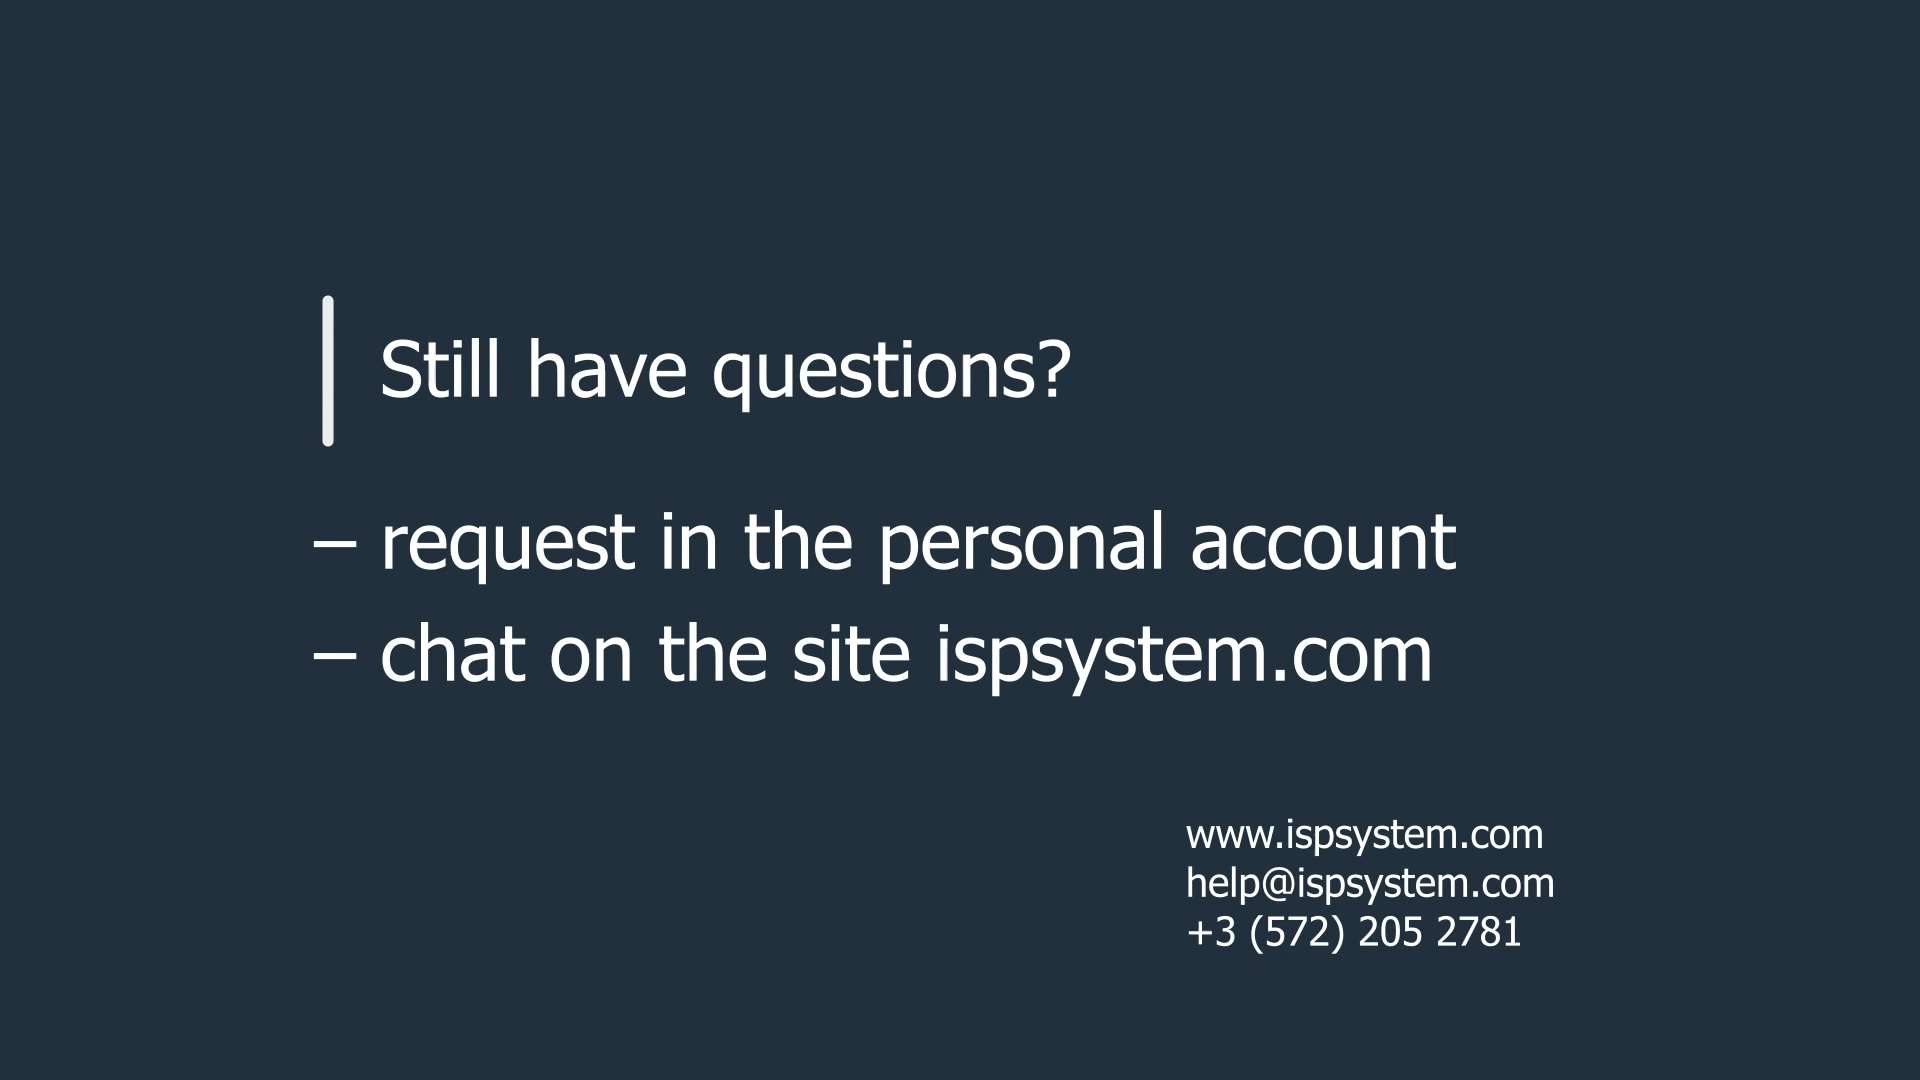 Still have questions?
– request in the personal account
– chat on the site ispsystem.com
www.ispsystem.com
help@ispsystem.com
+3 (572) 205 2781